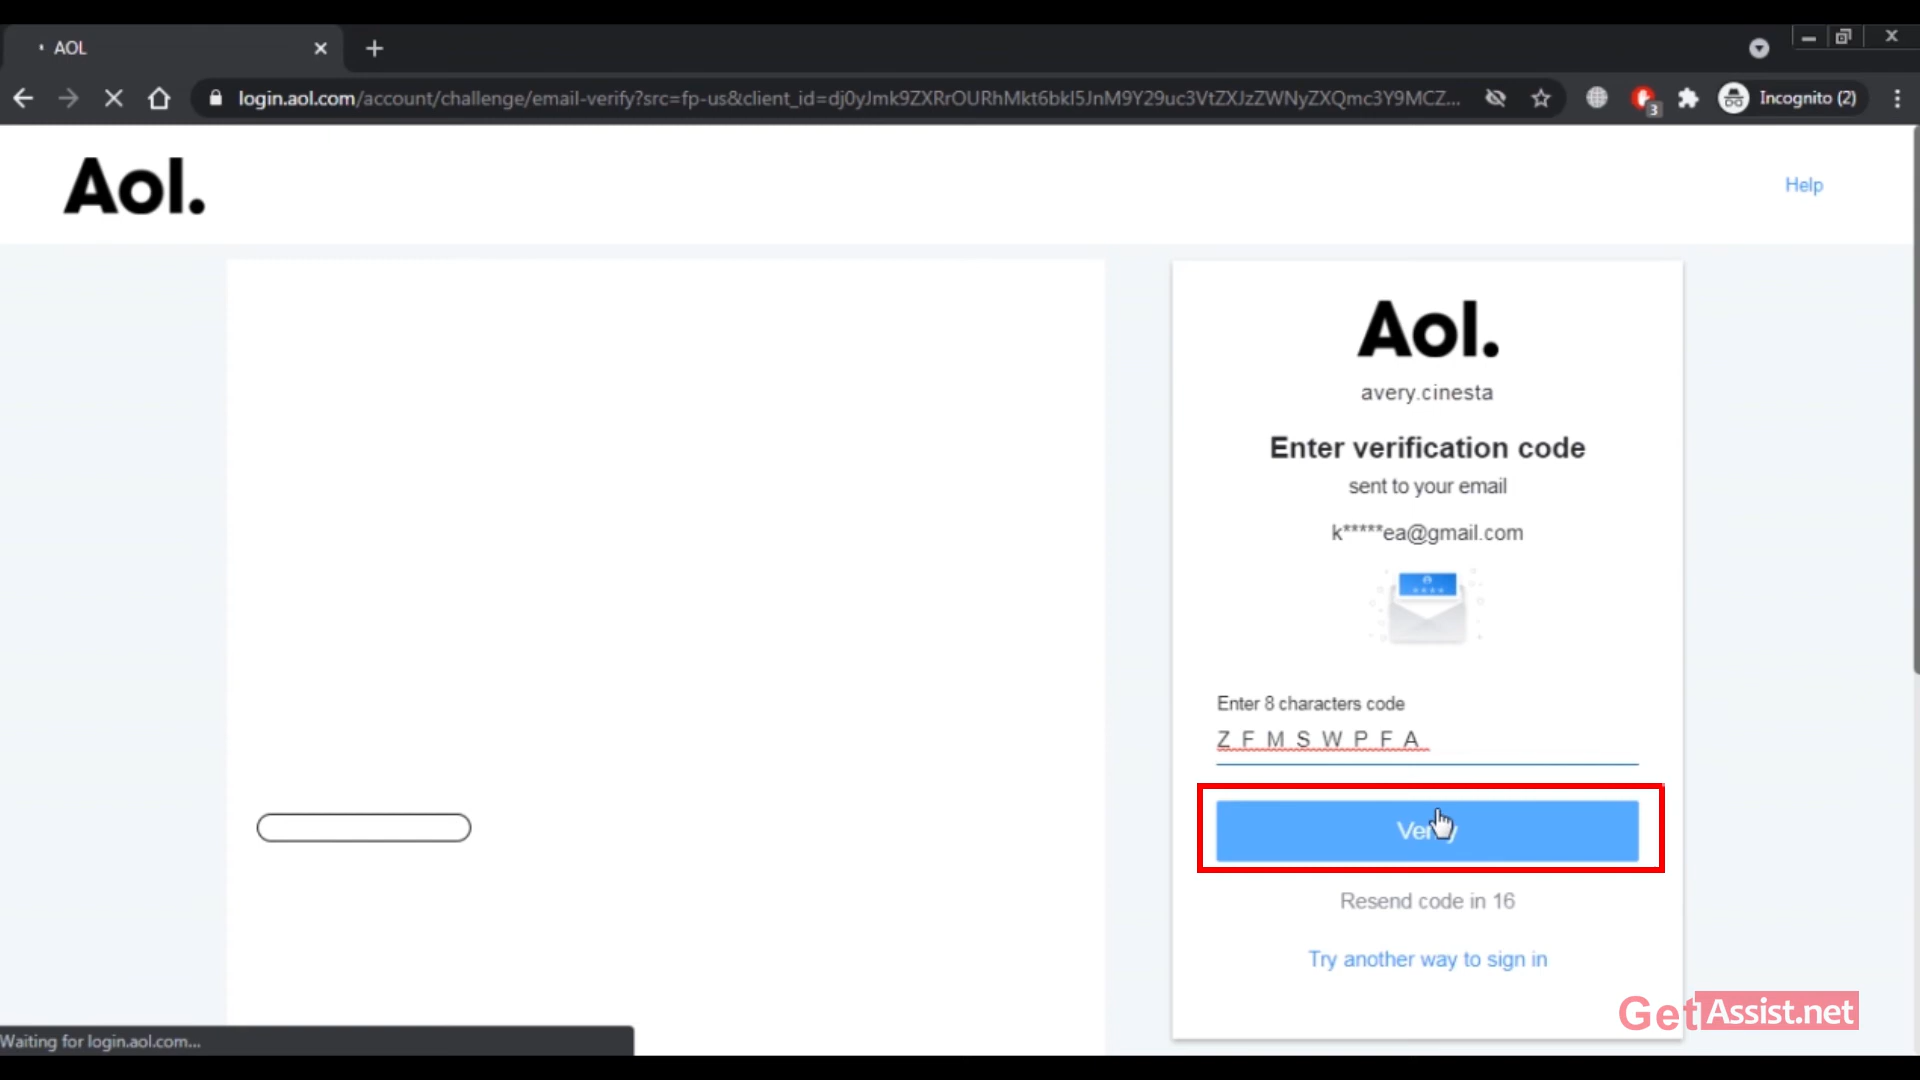 AOL
login.aol.com/account/challenge/email-verify?src=fp-us&client_id=dj0yJmk9ZXRrOURhMkt6bkl5JnM9Y29uc3VtZXJzZWNyZXQmc3Y9MCZ...
3
Incognito (2)
Aol.
Help
Aol.
avery.cinesta
Enter verification code
sent to your email
k*****ea@gmail.com
Enter 8 characters code
Z F M S W P F A
Verify
Resend code in 16
Try another way to sign in
GetAssist.net
Waiting for login.aol.com...